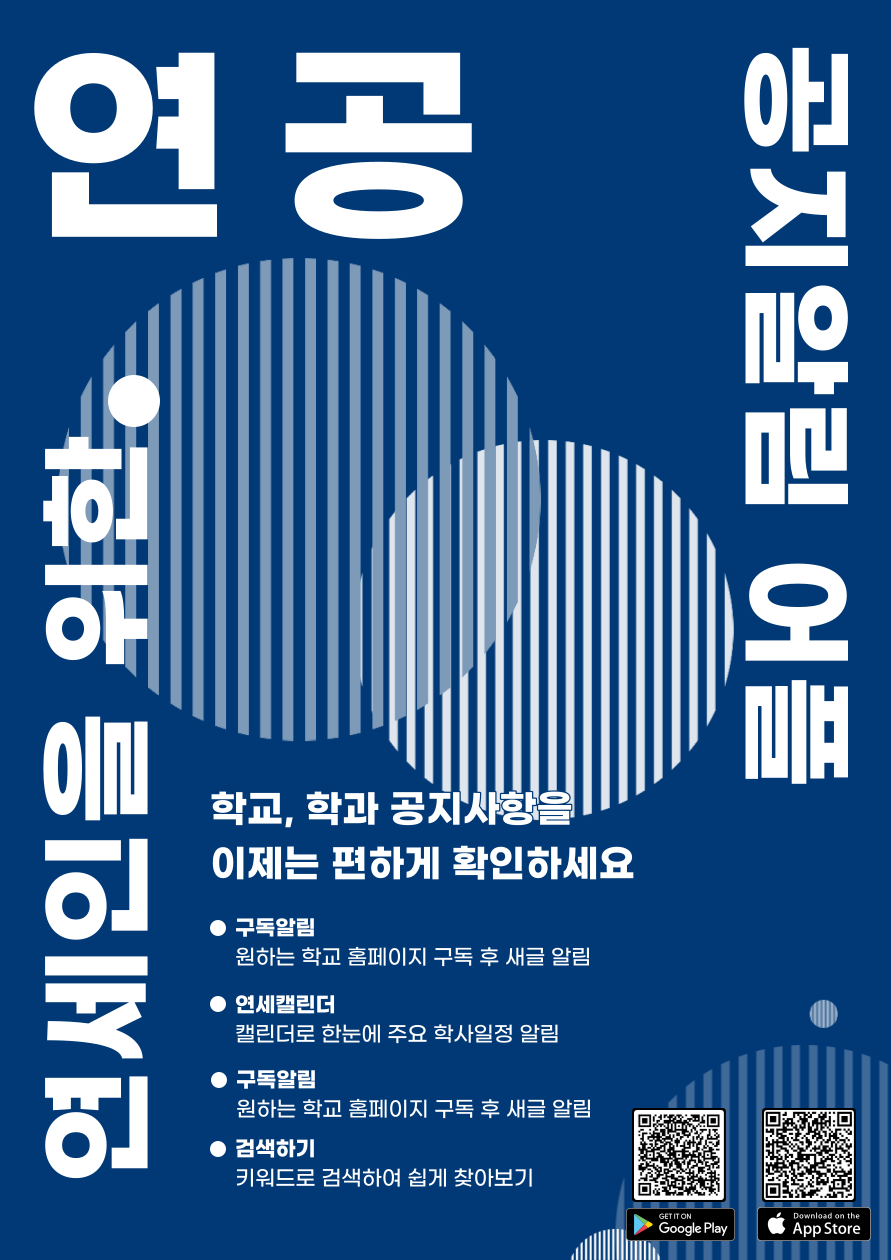 연공
연세인을 위한.
공지알림 어플
학교, 학과 공지사항을
이제는 편하게 확인하세요
구독알림
원하는 학교 홈페이지 구독 후 새글 알림
연세캘린더
캘린더로 한눈에 주요 학사일정 알림
구독알림
원하는 학교 홈페이지 구독 후 새글 알림
검색하기
키워드로 검색하여 쉽게 찾아보기
GET IT ON
Google Play
Download on the
App Store